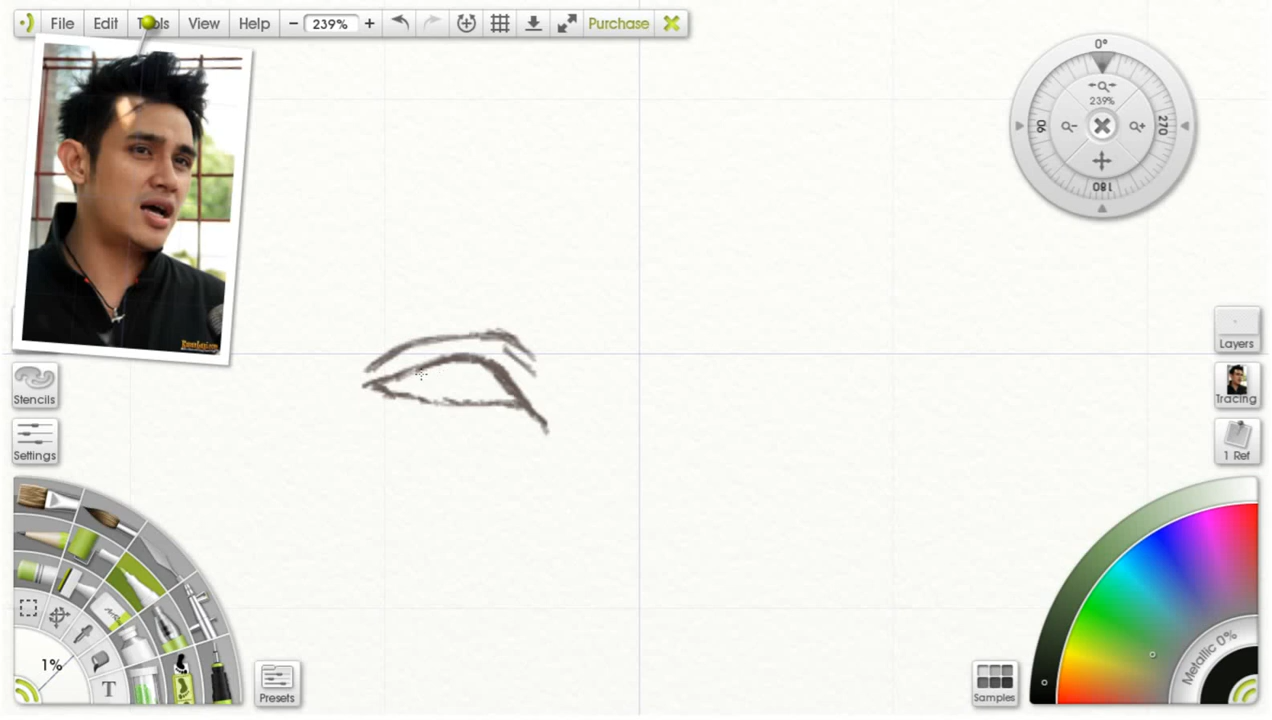 File Edit Tools View Help − 239% + Purchase
0°
239%
90 270
180
Layers
Stencils
Tracing
Settings
1 Ref
1%
T
Presets
Samples
Metallic 0%